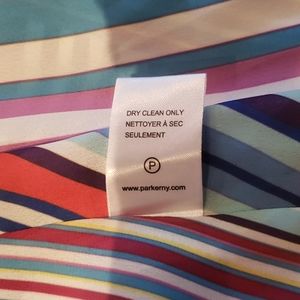 DRY CLEAN ONLY
NETTOYER À SEC
SEULEMENT
P
www.parkerny.com